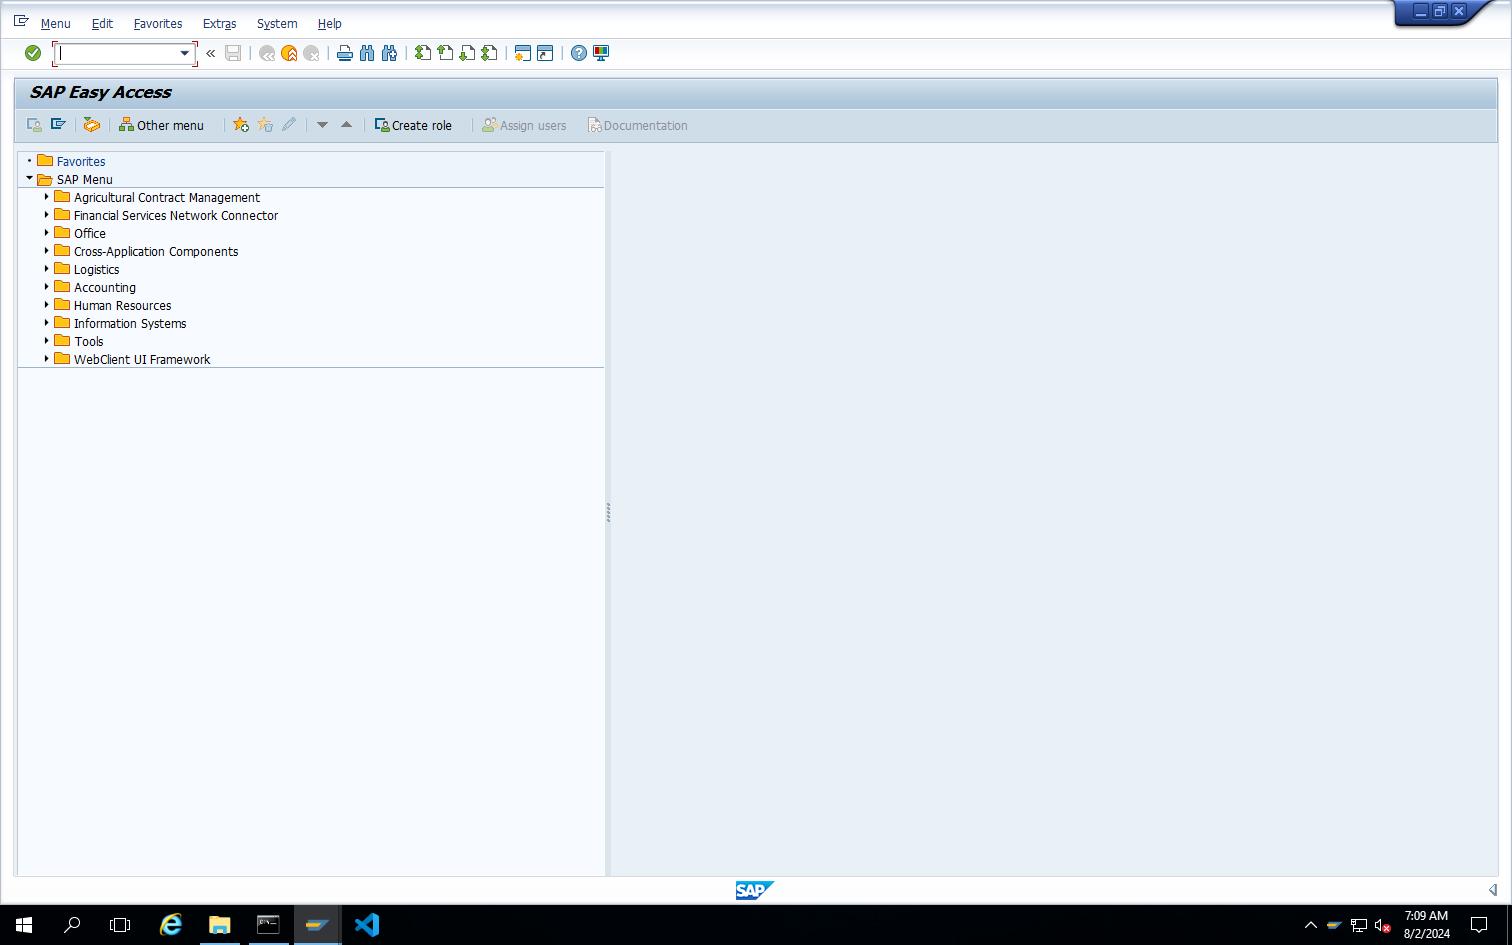 Menu Edit Favorites Extras System Help
SAP Easy Access
Other menu Create role Assign users Documentation
Favorites
SAP Menu
Agricultural Contract Management
Financial Services Network Connector
Office
Cross-Application Components
Logistics
Accounting
Human Resources
Information Systems
Tools
WebClient UI Framework
SAP
7:09 AM
8/2/2024